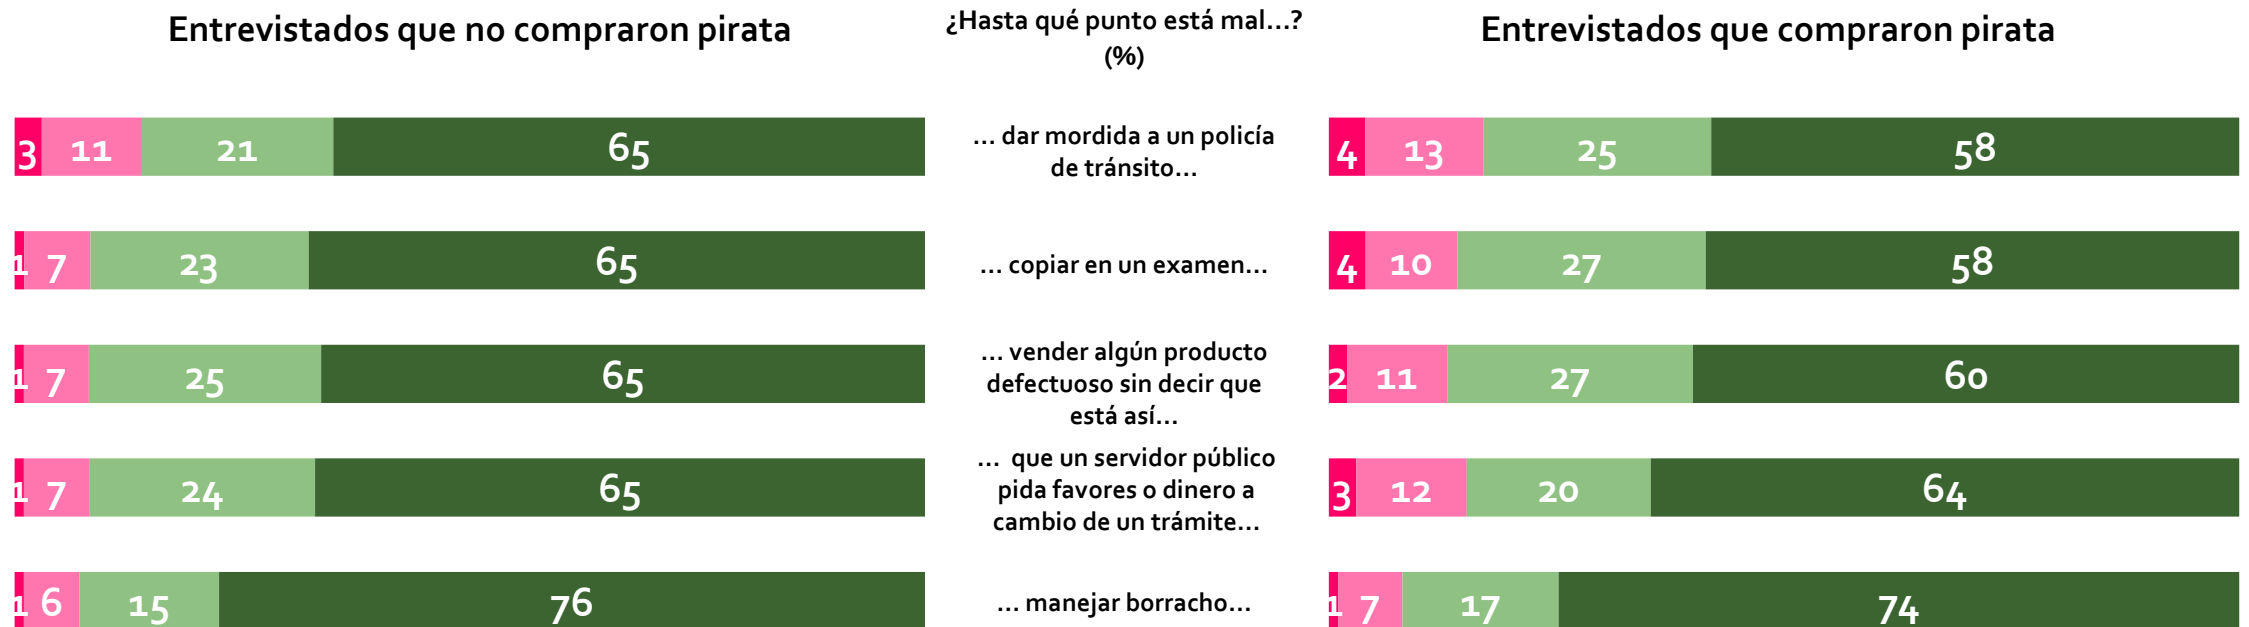 Entrevistados que no compraron pirata
¿Hasta qué punto está mal...?
(%)
Entrevistados que compraron pirata
3 11 21 65
... dar mordida a un policía
de tránsito...
4 13 25 58
1 7 23 65
... copiar en un examen...
4 10 27 58
1 7 25 65
... vender algún producto
defectuoso sin decir que
está así...
2 11 27 60
1 7 24 65
... que un servidor público
pida favores o dinero a
cambio de un trámite...
3 12 20 64
1 6 15 76
... manejar borracho...
1 7 17 74